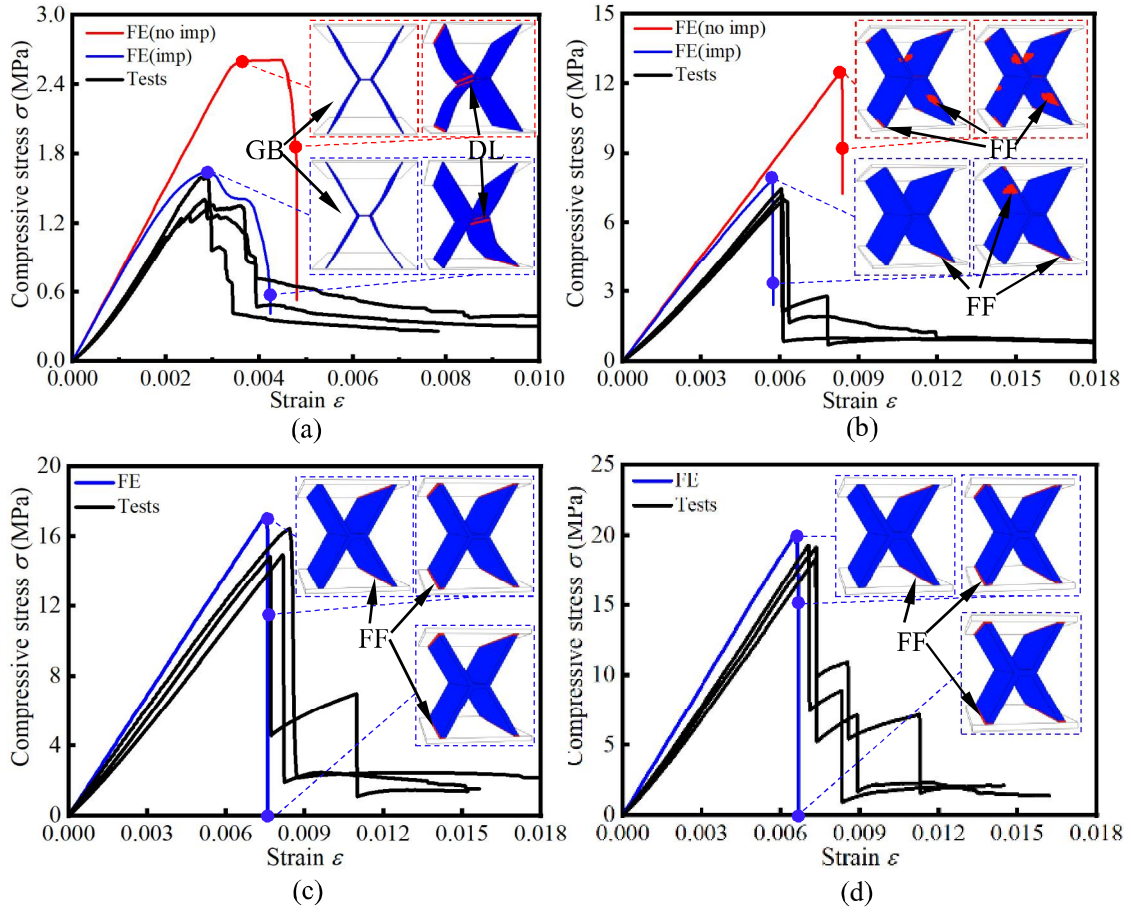 3.0
2.4
1.8
1.2
0.6
0.0
Compressive stress σ (MPa)
FE(no imp)
FE(imp)
Tests
GB
DL
0.000
0.002
0.004
0.006
0.008
0.010
Strain ε
(a)
15
12
9
6
3
0
Compressive stress σ (MPa)
FE(no imp)
FE(imp)
Tests
FF
FF
0.000
0.003
0.006
0.009
0.012
0.015
0.018
Strain ε
(b)
20
16
12
8
4
0
Compressive stress σ (MPa)
FE
Tests
FF
0.000
0.003
0.006
0.009
0.012
0.015
0.018
Strain ε
(c)
25
20
15
10
5
0
Compressive stress σ (MPa)
FE
Tests
FF
0.000
0.003
0.006
0.009
0.012
0.015
0.018
Strain ε
(d)